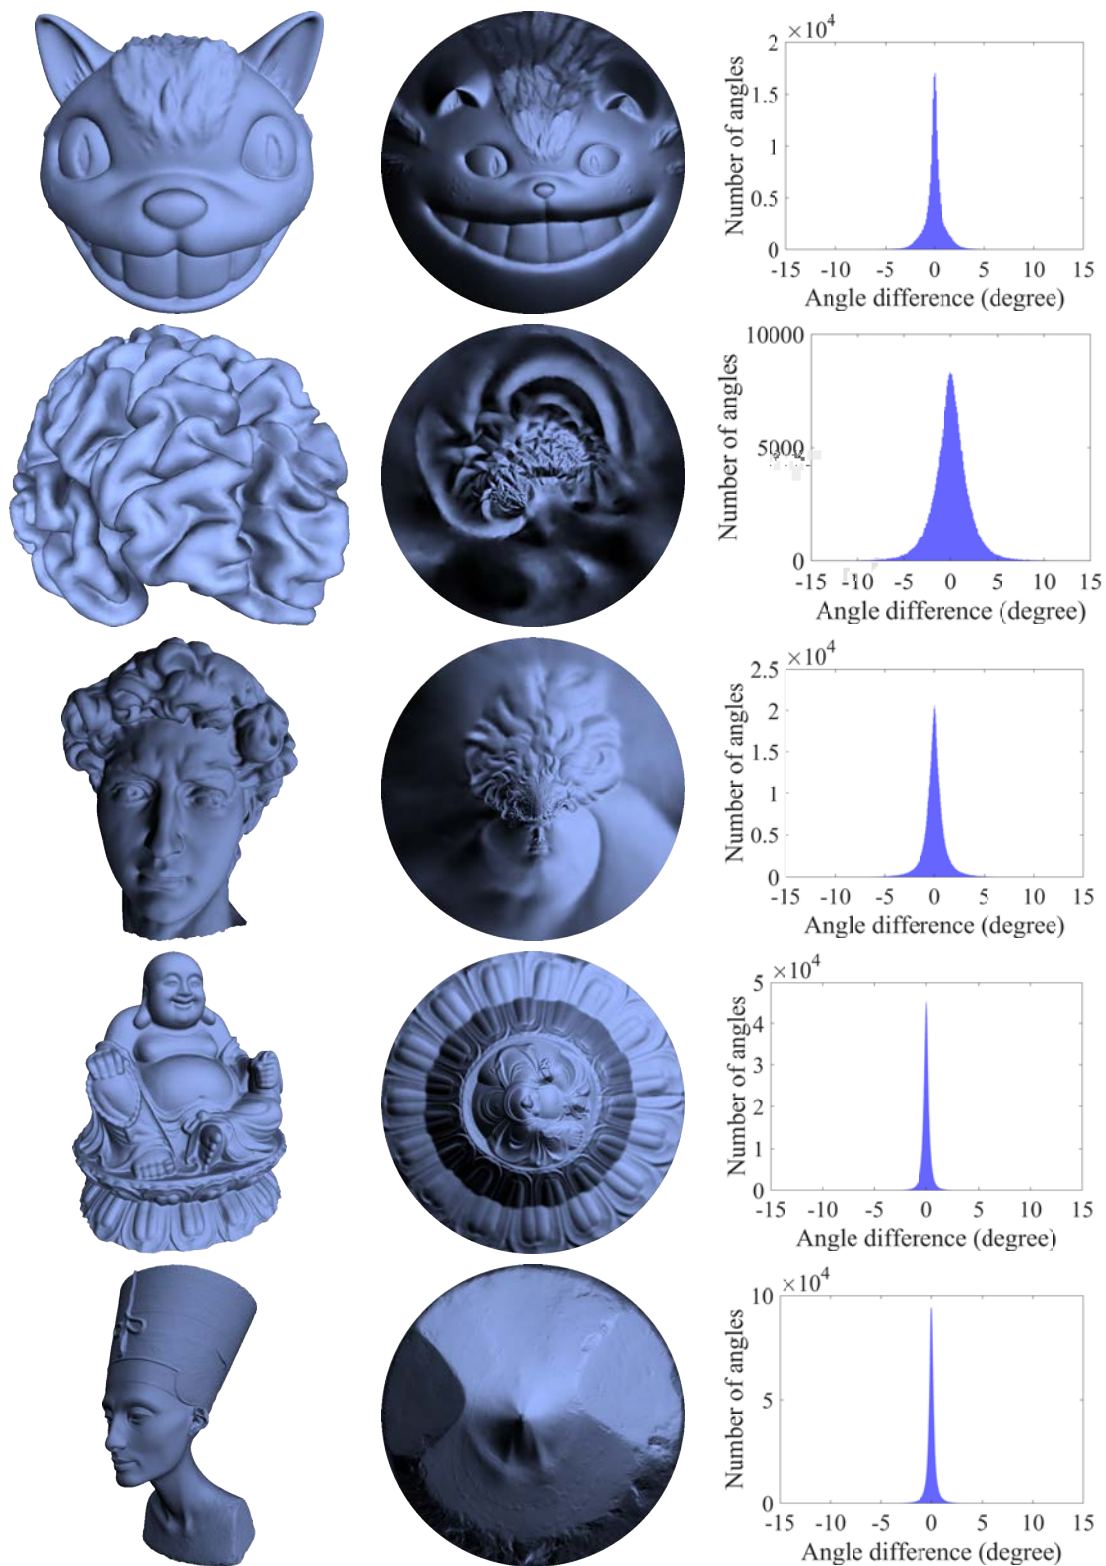 ×10⁴
2
1.5
1
0.5
0
Number of angles
-15 -10 -5 0 5 10 15
Angle difference (degree)
10000
5000
0
Number of angles
-15 -10 -5 0 5 10 15
Angle difference (degree)
×10⁴
2.5
2
1.5
1
0.5
0
Number of angles
-15 -10 -5 0 5 10 15
Angle difference (degree)
×10⁴
5
4
3
2
1
0
Number of angles
-15 -10 -5 0 5 10 15
Angle difference (degree)
×10⁴
10
5
0
Number of angles
-15 -10 -5 0 5 10 15
Angle difference (degree)